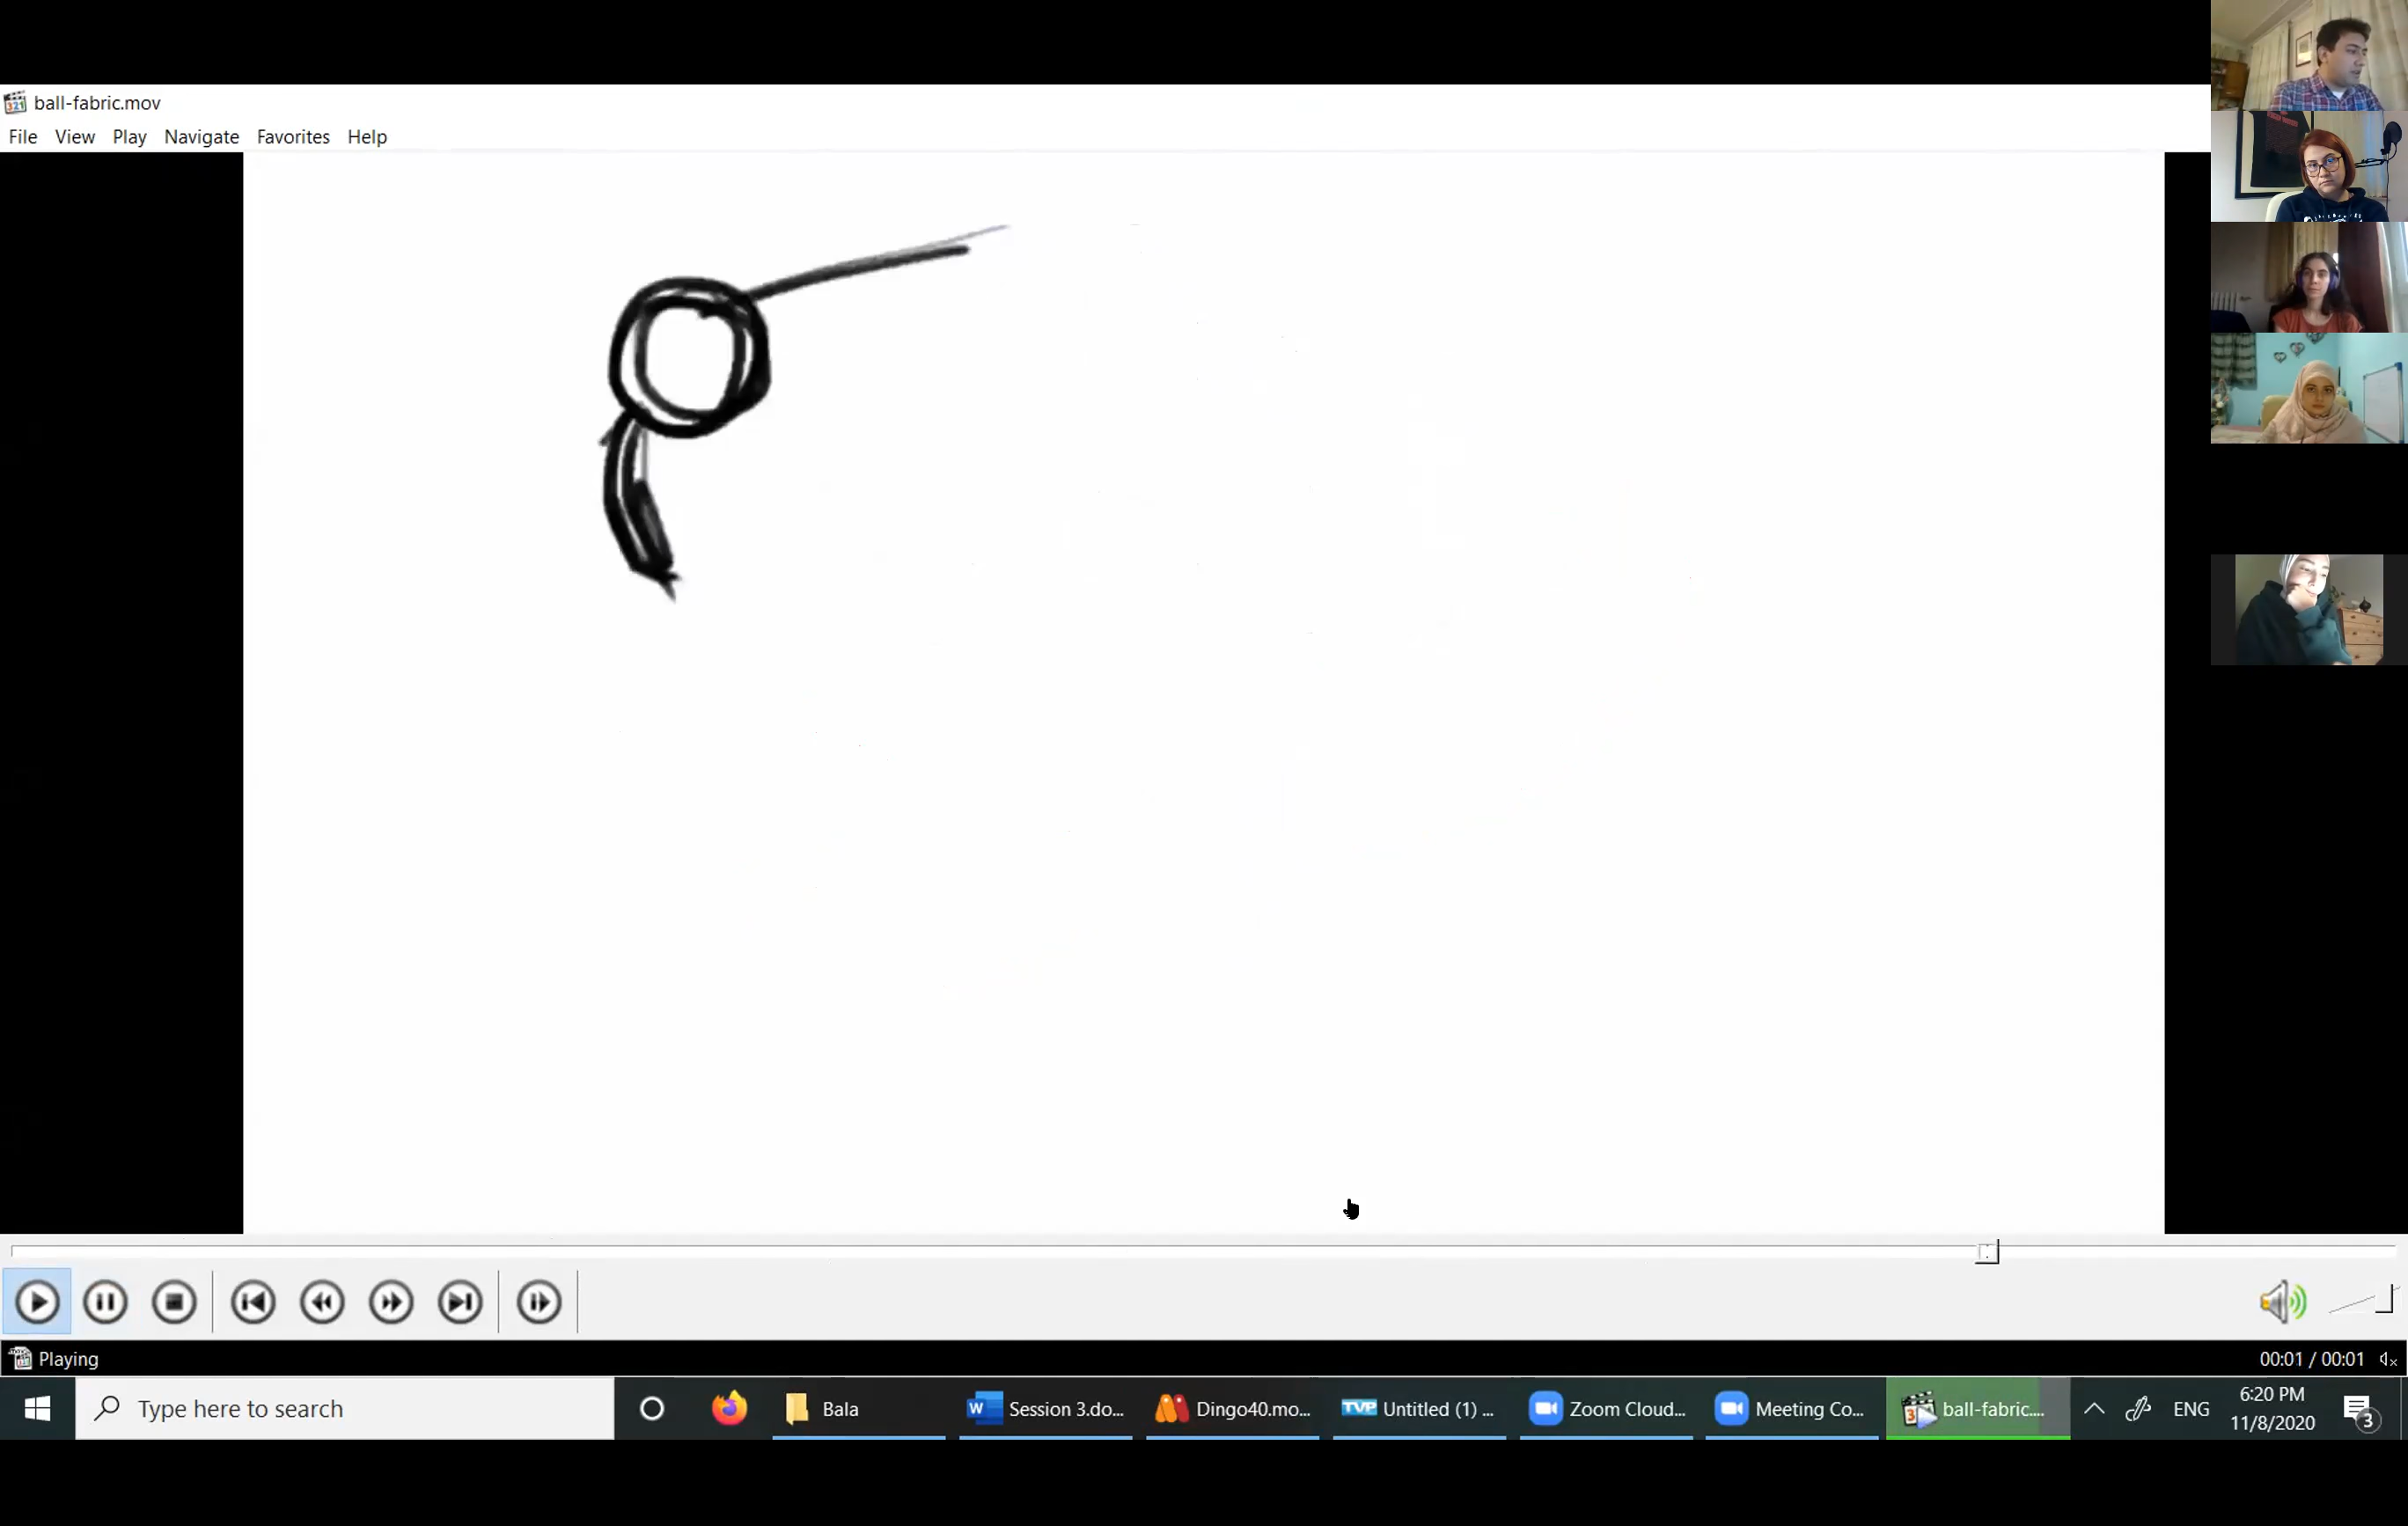 ball-fabric.mov
File View Play Navigate Favorites Help
Playing
00:01 / 00:01
Type here to search
Bala
W
Session 3.do...
Dingo40.mo...
TVP
Untitled (1) ...
Zoom Cloud...
Meeting Co...
ball-fabric....
ENG
6:20 PM
11/8/2020
3